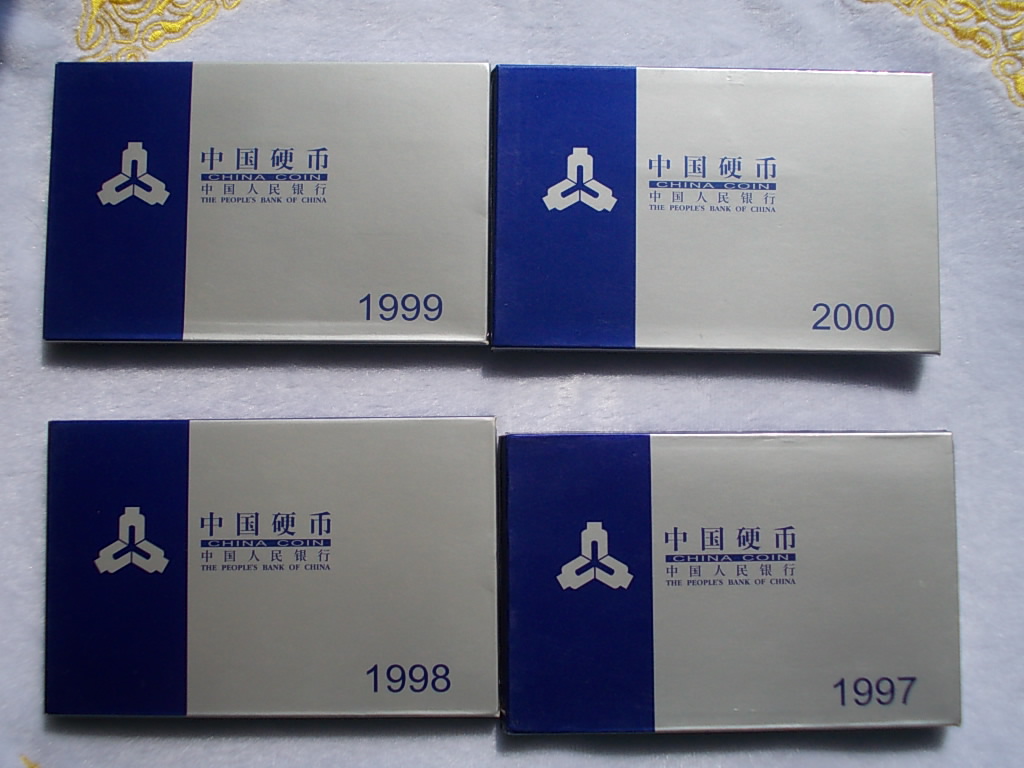 中国硬币
CHINA COIN
中国人民银行
THE PEOPLE'S BANK OF CHINA
1999
中国硬币
CHINA COIN
中国人民银行
THE PEOPLE'S BANK OF CHINA
2000
中国硬币
CHINA COIN
中国人民银行
THE PEOPLE'S BANK OF CHINA
1998
中国硬币
CHINA COIN
中国人民银行
THE PEOPLE'S BANK OF CHINA
1997